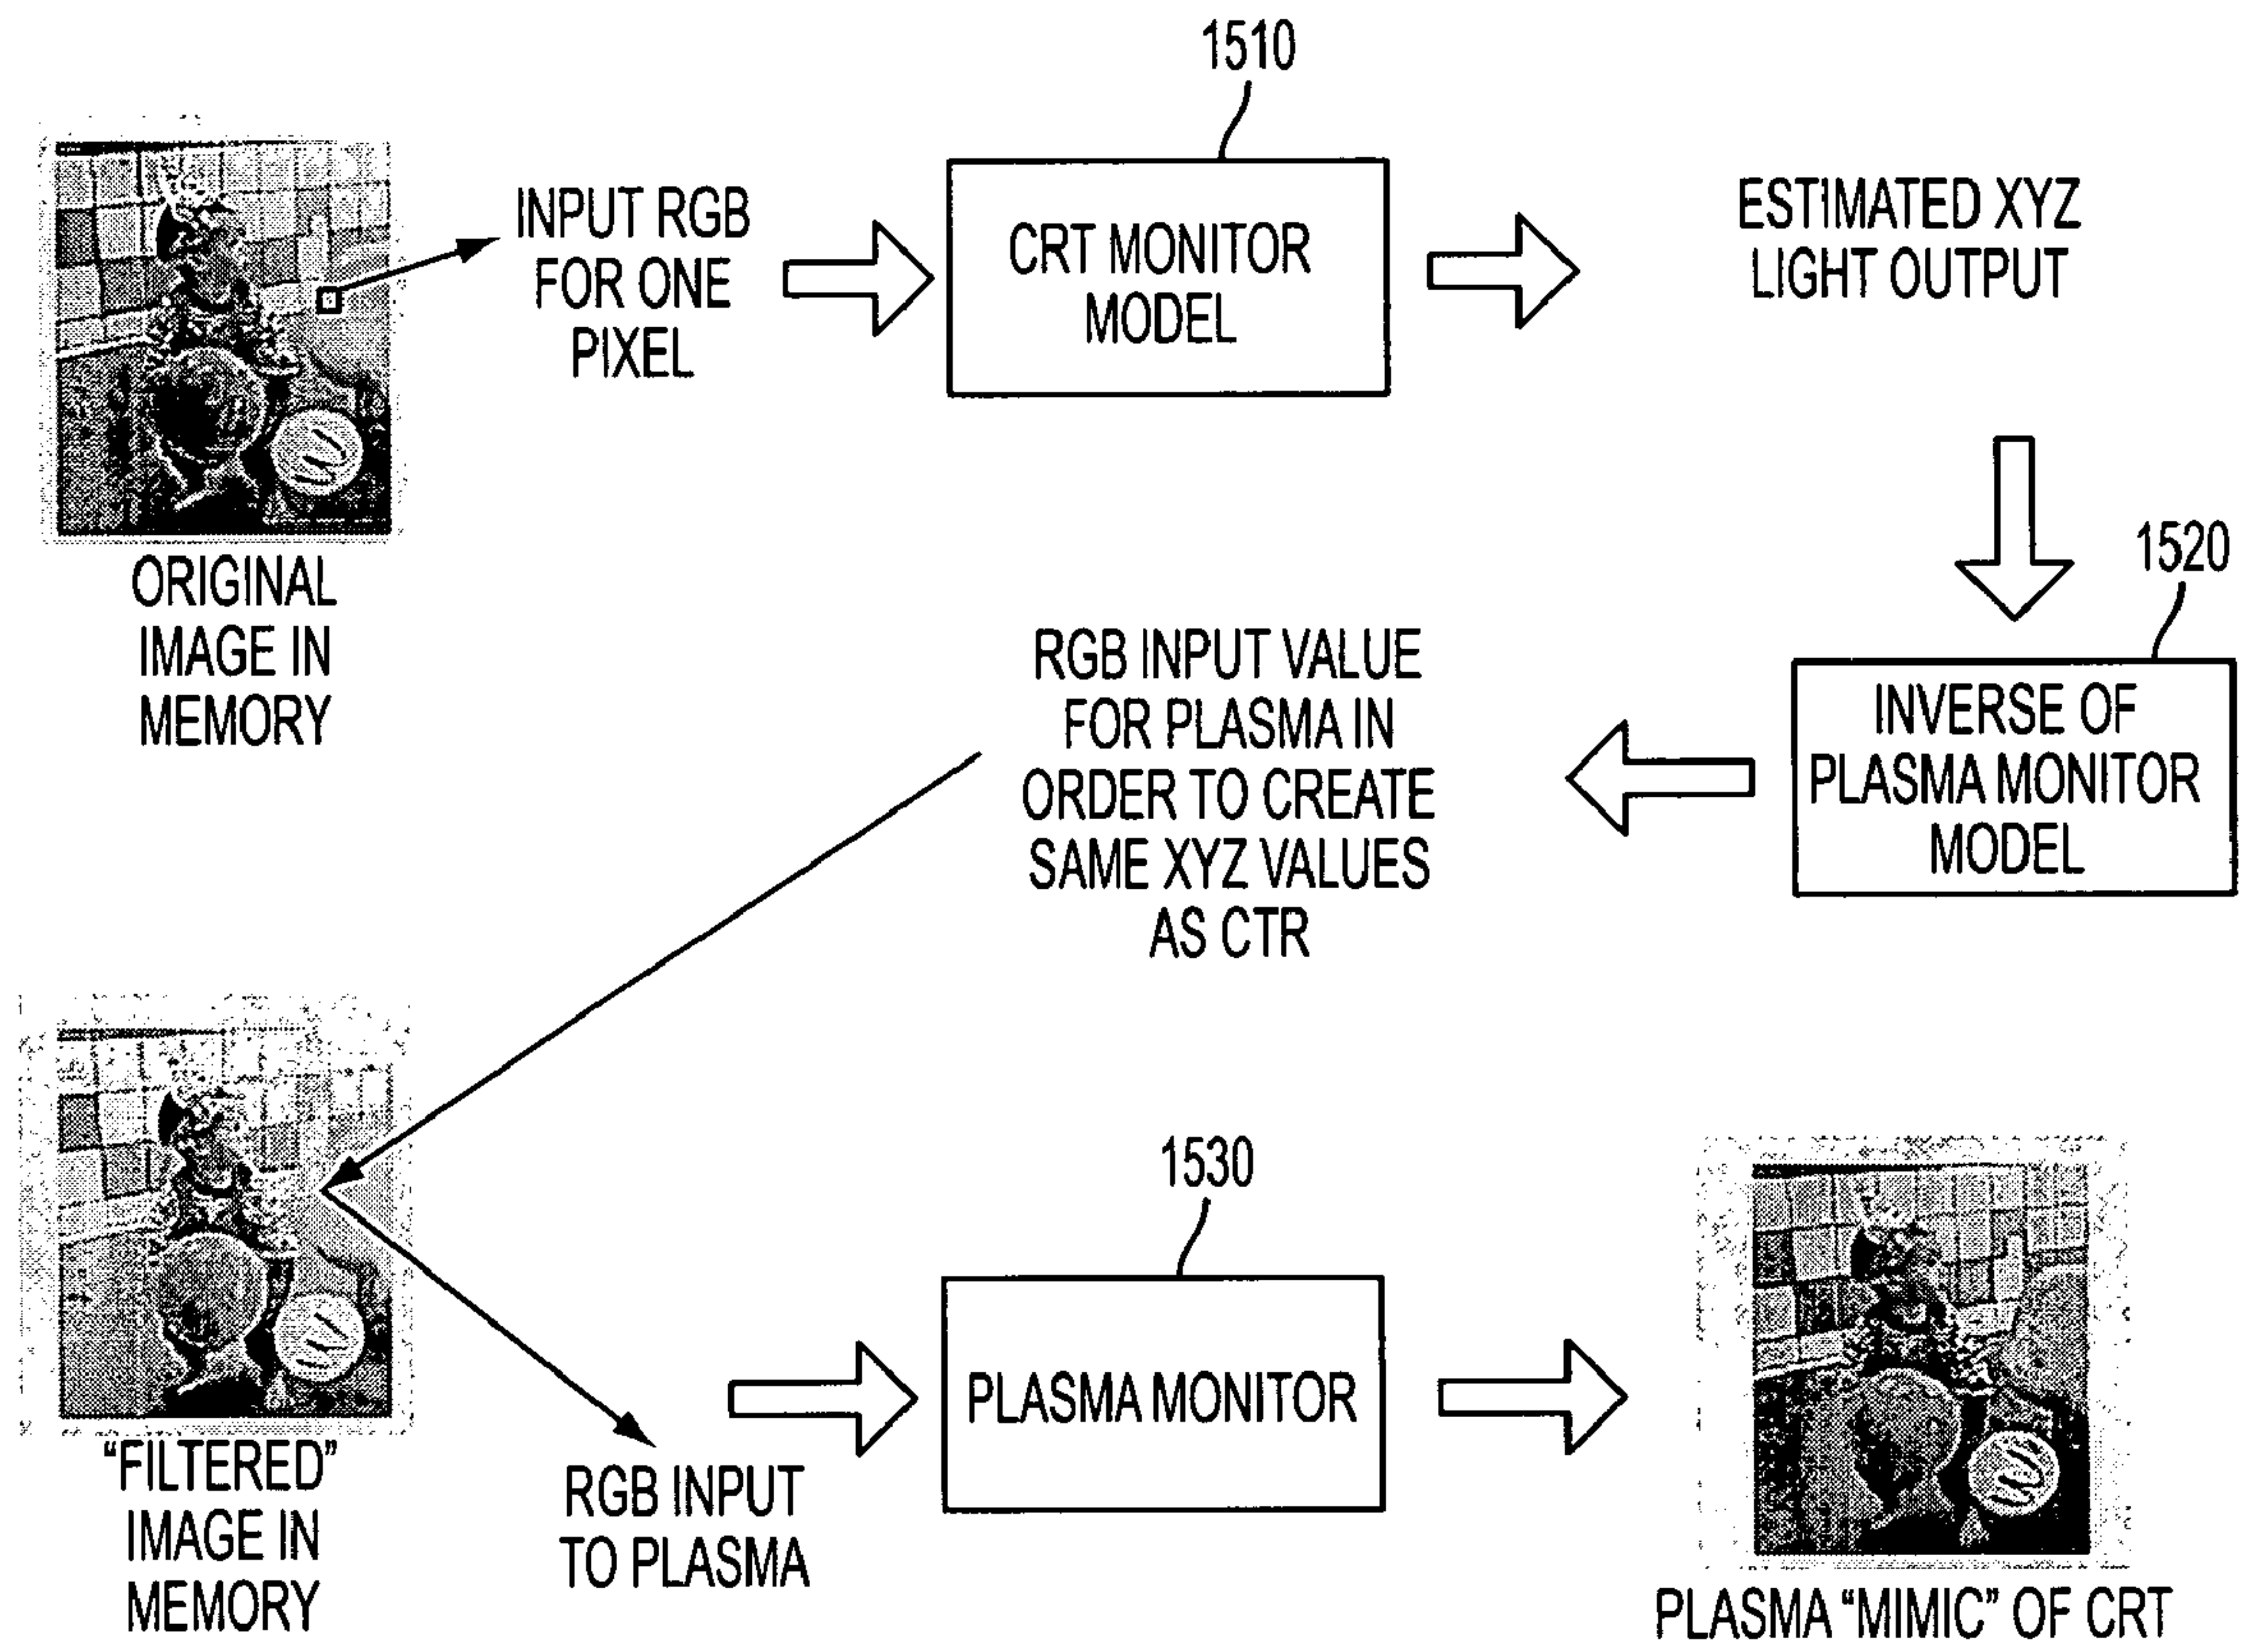 1510
INPUT RGB
FOR ONE
PIXEL
CRT MONITOR
MODEL
ESTIMATED XYZ
LIGHT OUTPUT
ORIGINAL
IMAGE IN
MEMORY
1520
INVERSE OF
PLASMA MONITOR
MODEL
RGB INPUT VALUE
FOR PLASMA IN
ORDER TO CREATE
SAME XYZ VALUES
AS CTR
"FILTERED"
IMAGE IN
MEMORY
RGB INPUT
TO PLASMA
1530
PLASMA MONITOR
PLASMA "MIMIC" OF CRT